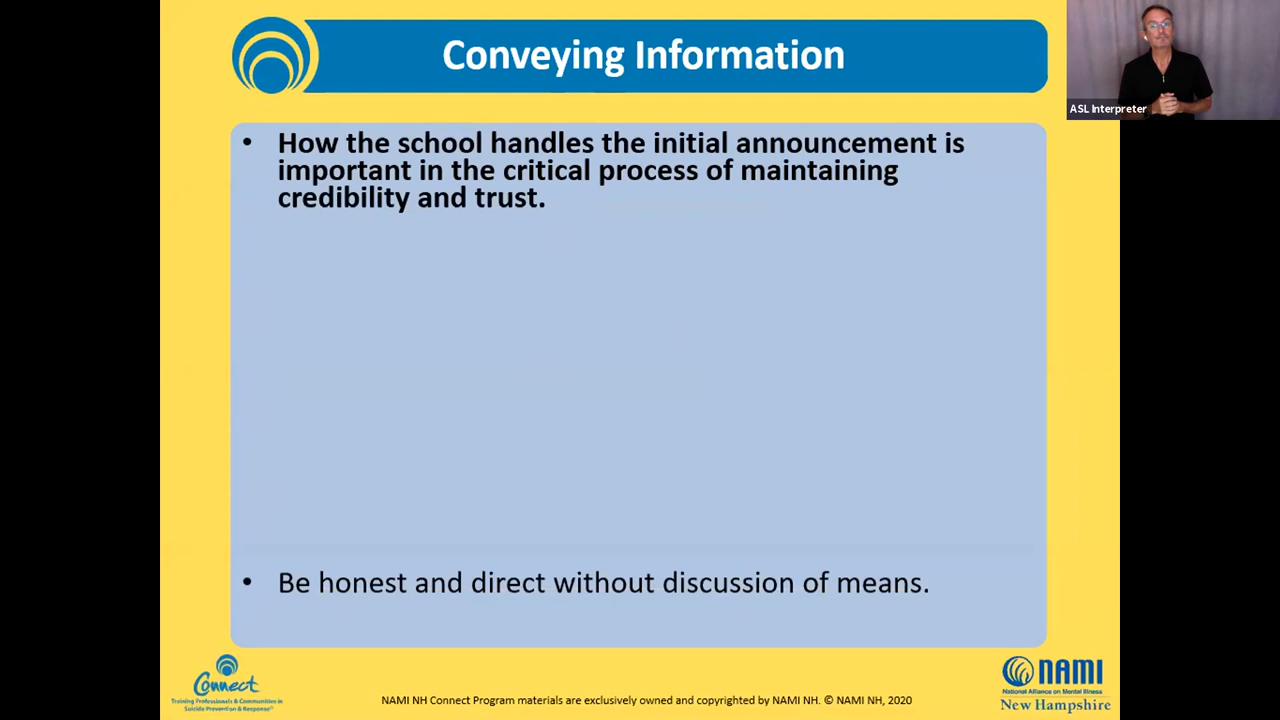 Conveying Information
ASL Interpreter
• How the school handles the initial announcement is
important in the critical process of maintaining
credibility and trust.
• Be honest and direct without discussion of means.
Connect
Training Professionals & Communities in
Suicide Prevention & Response®
NAMI NH Connect Program materials are exclusively owned and copyrighted by NAMI NH. © NAMI NH, 2020
NAMI
National Alliance on Mental Illness
New Hampshire